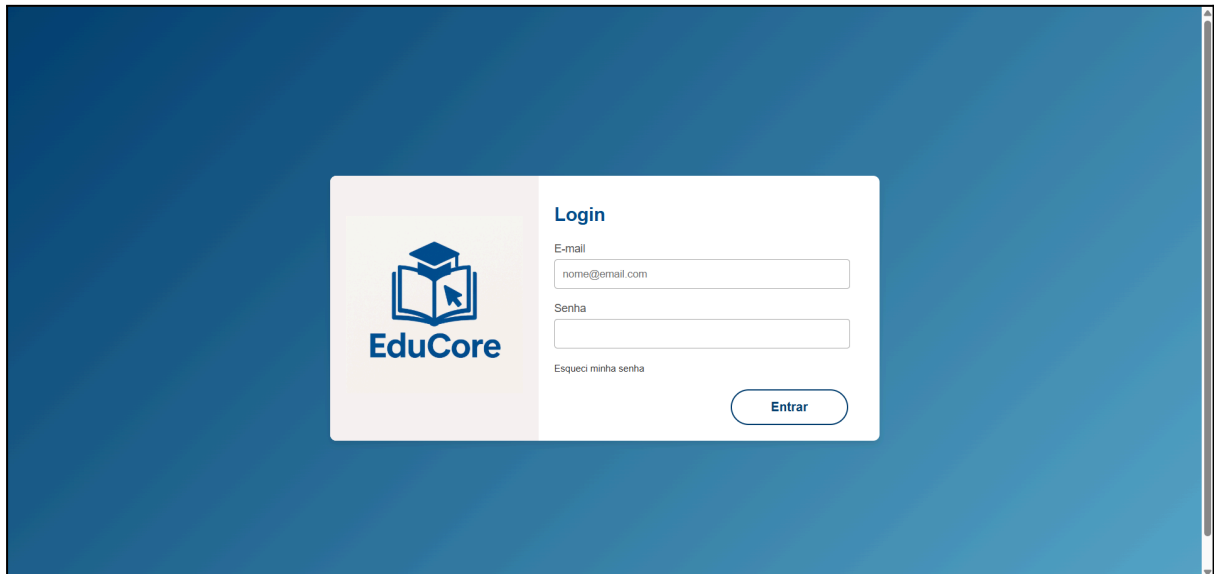 EduCore
Login
E-mail
nome@email.com
Senha
Esqueci minha senha
Entrar